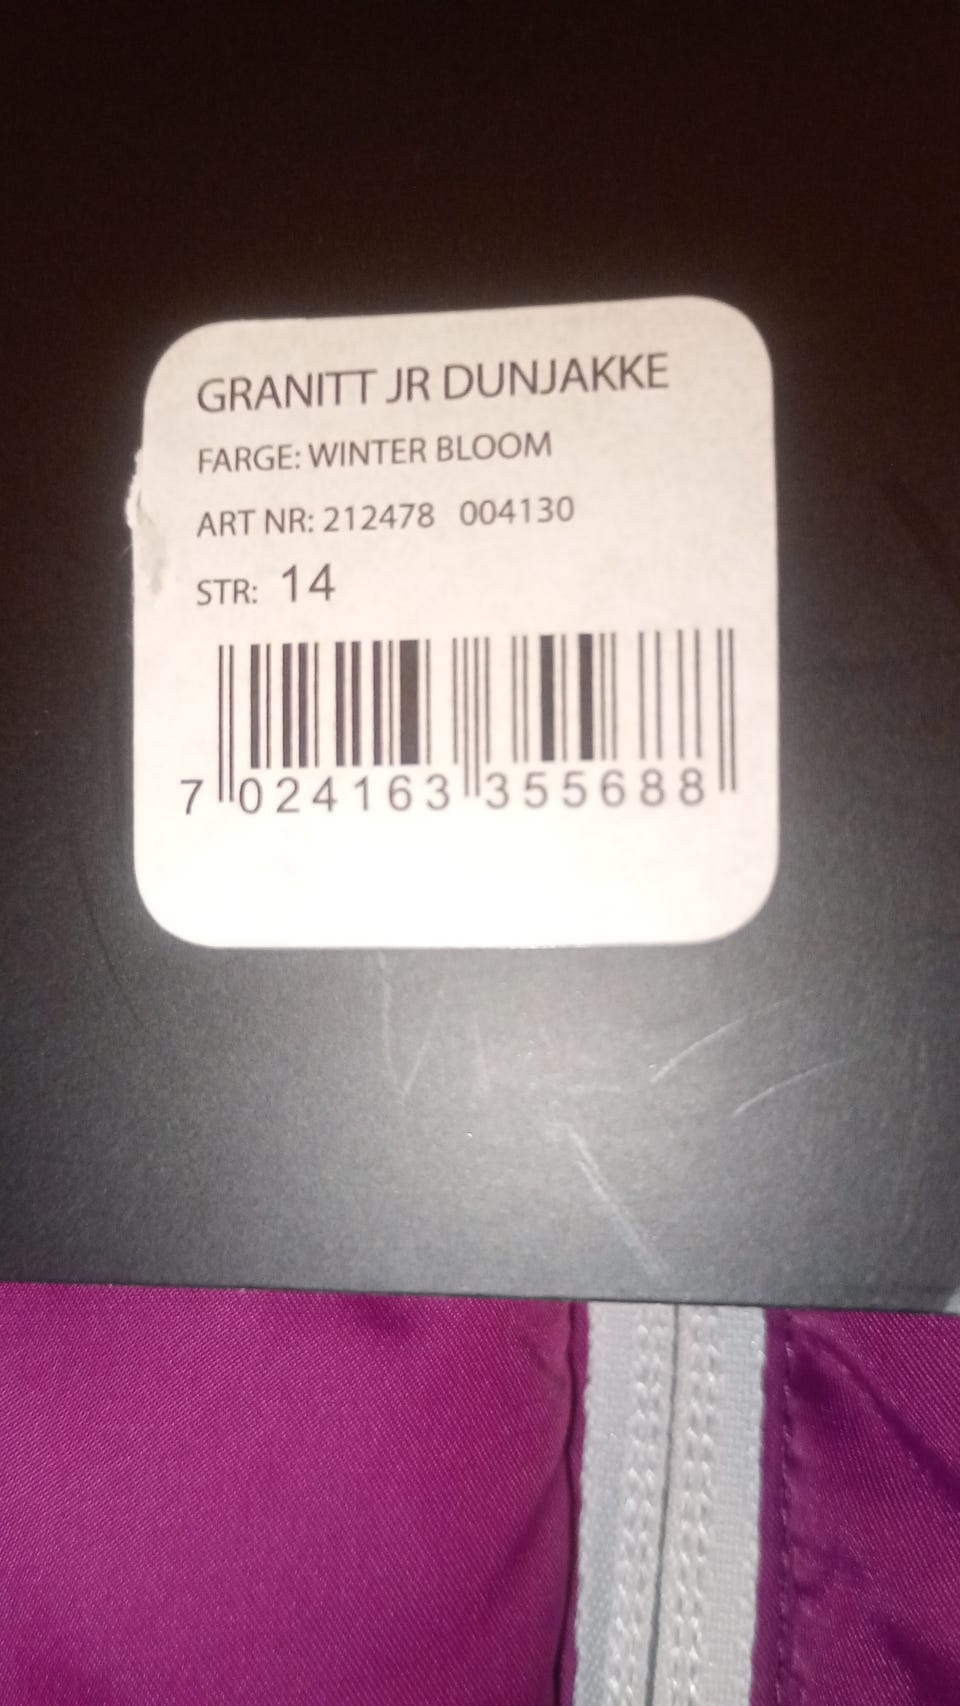 GRANITT JR DUNJAKKE
FARGE: WINTER BLOOM
ART NR: 212478 004130
STR: 14
7 024163 355688